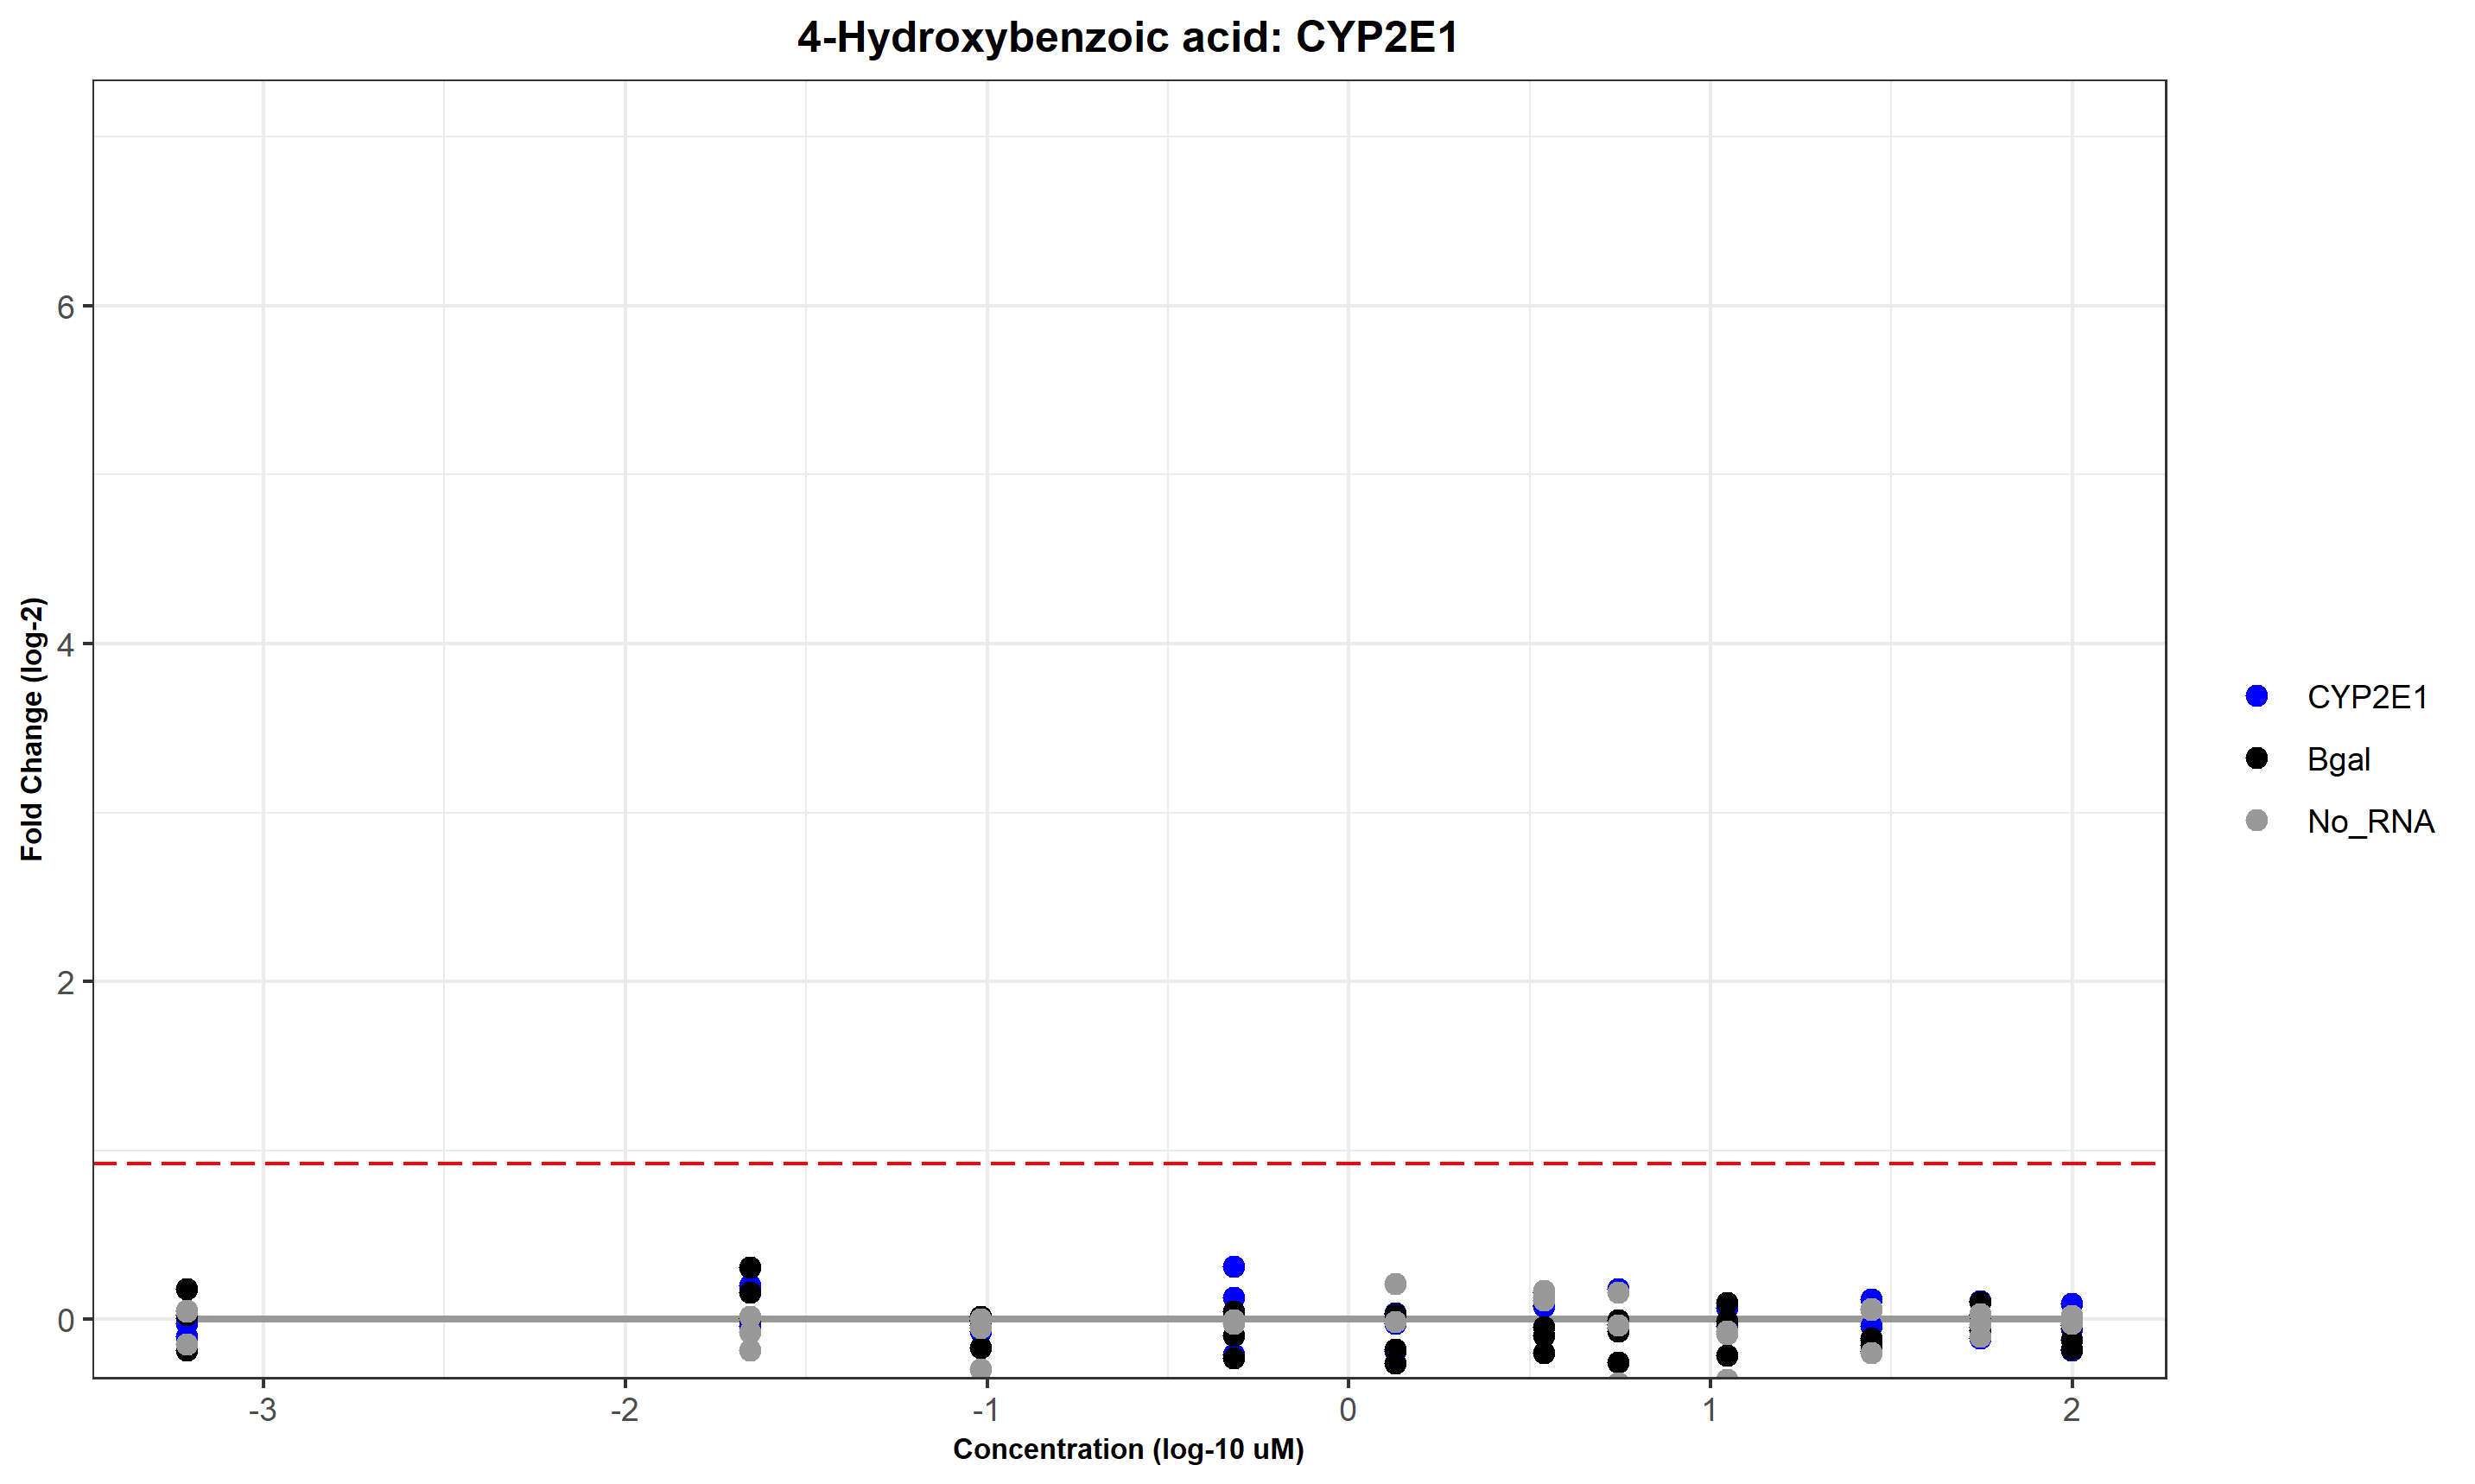 4-Hydroxybenzoic acid: CYP2E1
Fold Change (log-2)
6
4
2
0
-3 -2 -1 0 1 2
Concentration (log-10 uM)
CYP2E1
Bgal
No_RNA